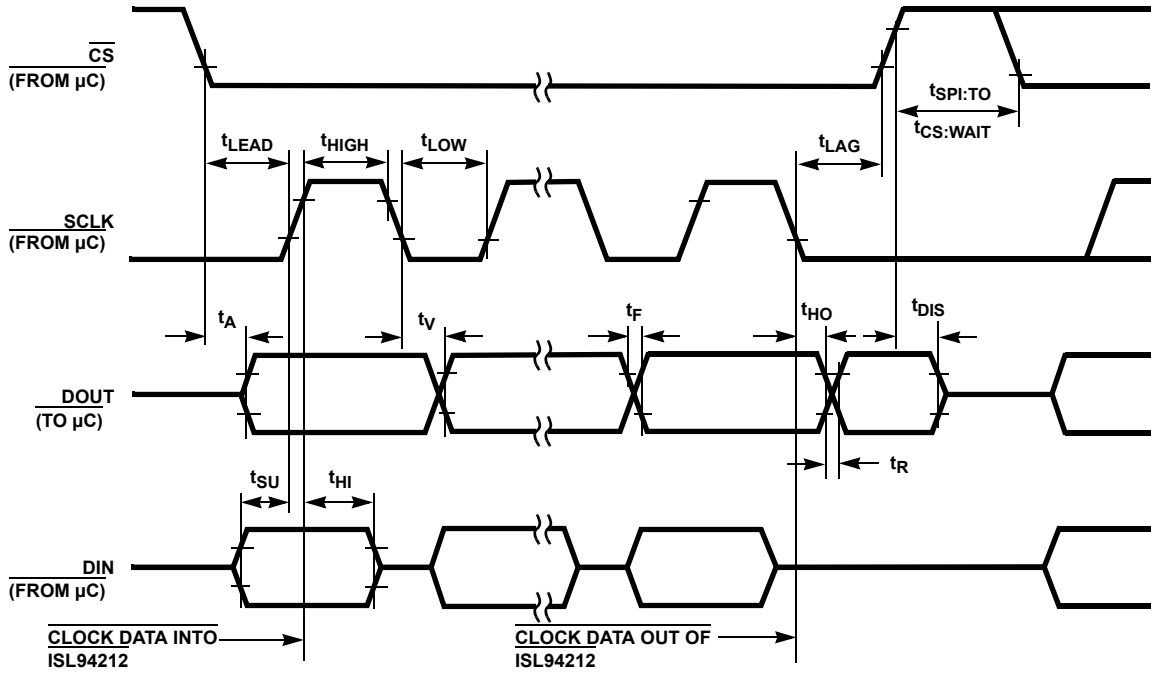 CS
(FROM µC)
tSPI:TO
tCS:WAIT
tLEAD
tHIGH
tLOW
tLAG
SCLK
(FROM µC)
tA
tV
tF
tHO
tDIS
DOUT
(TO µC)
tR
tSU
tHI
DIN
(FROM µC)
CLOCK DATA INTO
ISL94212
CLOCK DATA OUT OF
ISL94212